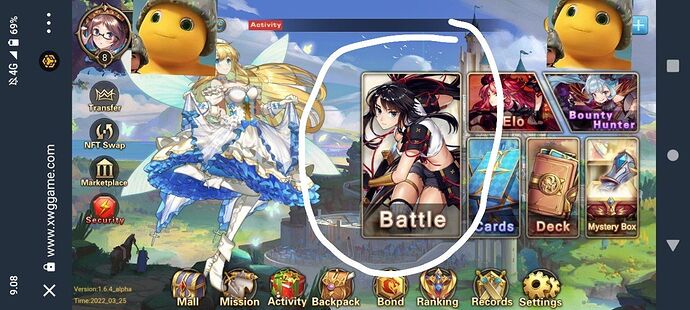 69%
4G
www.xwggame.com
9.08
8
Activity
Transfer
NFT Swap
Marketplace
Security
Battle
Elo
Bounty
Hunter
Cards
Deck
Mystery Box
Version:1.6.4_alpha
Time:2022_03_25
Mall
Mission
Activity
Backpack
Bond
Ranking
Records
Settings